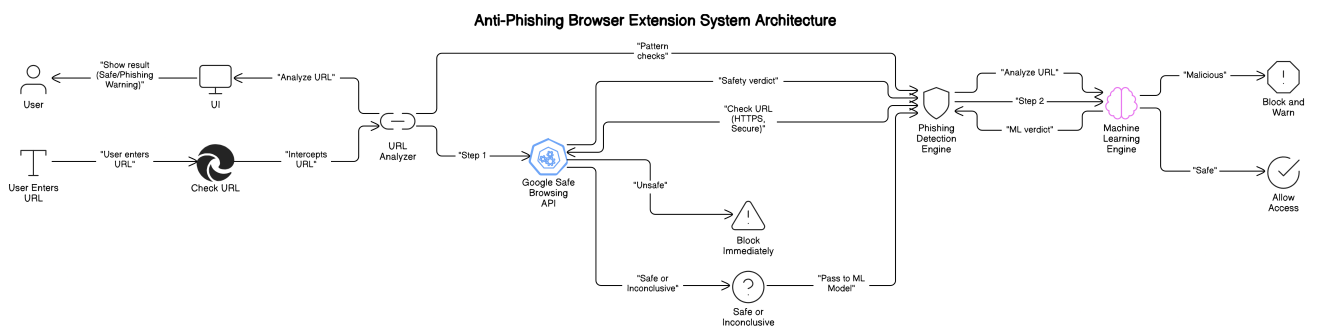 Anti-Phishing Browser Extension System Architecture
"Pattern
checks"
"Show result
(Safe/Phishing
Warning)"
"Analyze URL"
User
UI
"Safety verdict"
"Analyze URL"
"Malicious"
"Check URL
(HTTPS,
Secure)"
"Step 2
Block and
Warn
URL
Analyzer
Phishing
Detection
Engine
"ML verdict"
Machine
Learning
Engine
"User enters
URL"
"Intercepts
URL"
"Step 1
User Enters
URL
Check URL
Google Safe
Browsing
API
"Unsafe"
"Safe"
Allow
Access
Block
Immediately
"Safe or
Inconclusive"
"Pass to ML
Model"
Safe or
Inconclusive